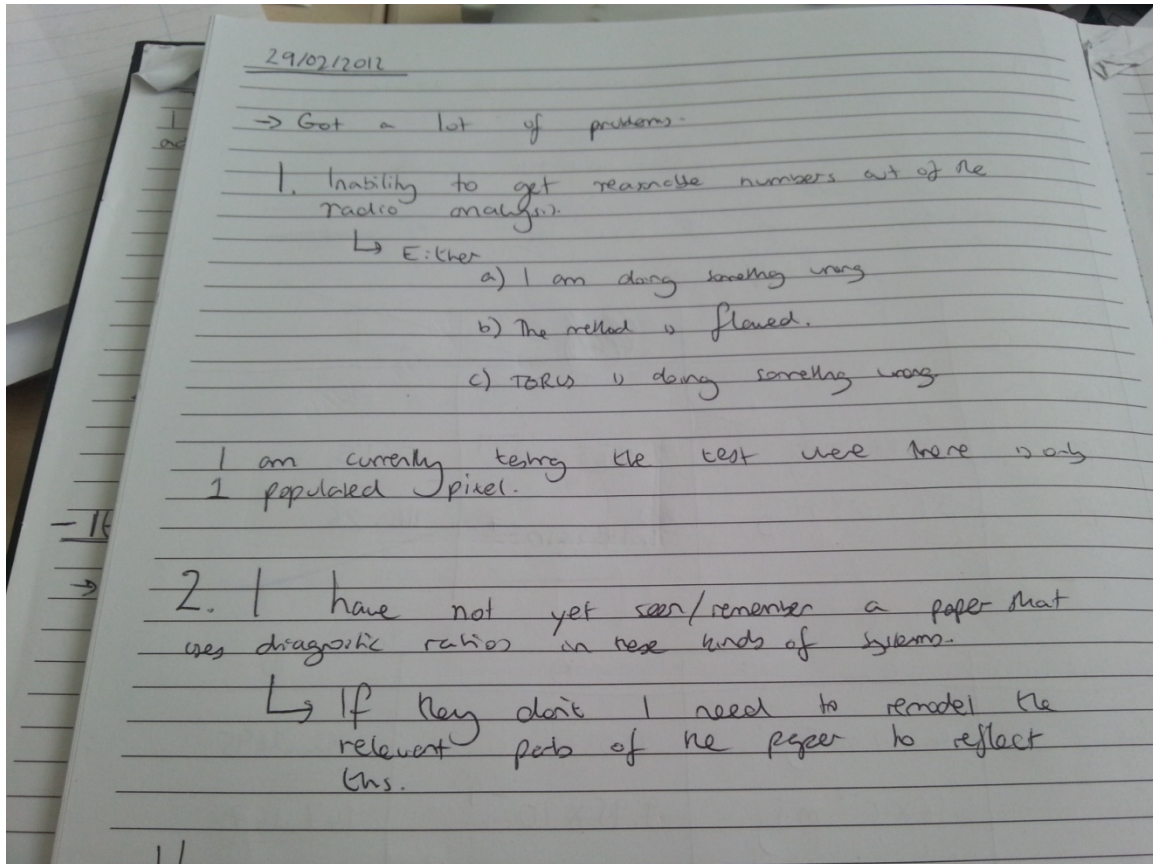 29/02/2012
→ Got a lot of problems.
1. Inability to get reasonable numbers out of the
radio analysis.
↳ Either
a) I am doing something wrong
b) The method is flawed.
c) TORUS is doing something wrong.
I am currently testing the test were there is only
1 populated pixel.
2. I have not yet seen/remember a paper that
uses diagnostic ratios in these kinds of systems.
↳ If they don't I need to remodel the
relevant parts of the paper to reflect
this.